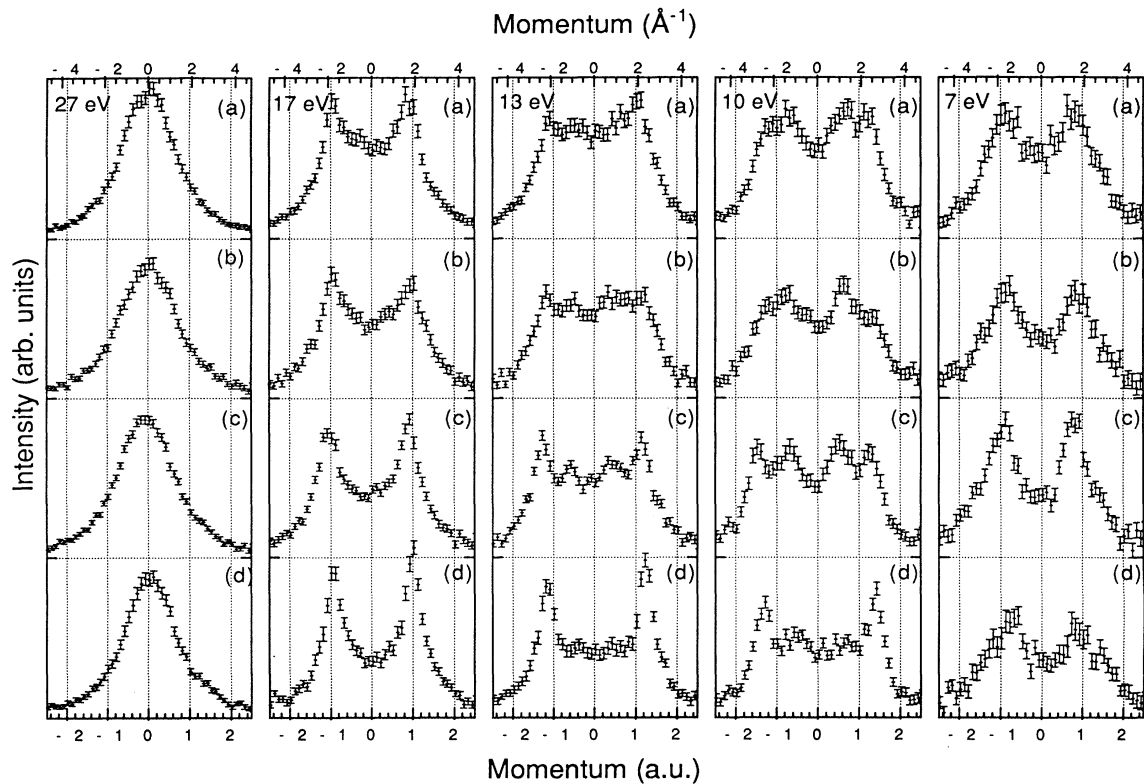 Momentum (Å⁻¹)
- 4 - 2 0 2 4 - 4 - 2 0 2 4 - 4 - 2 0 2 4 - 4 - 2 0 2 4 - 4 - 2 0 2 4
27 eV (a) 17 eV (a) 13 eV (a) 10 eV (a) 7 eV (a)
(b) (b) (b) (b) (b)
Intensity (arb. units)
(c) (c) (c) (c) (c)
(d) (d) (d) (d) (d)
- 2 - 1 0 1 2 - 2 - 1 0 1 2 - 2 - 1 0 1 2 - 2 - 1 0 1 2 - 2 - 1 0 1 2
Momentum (a.u.)